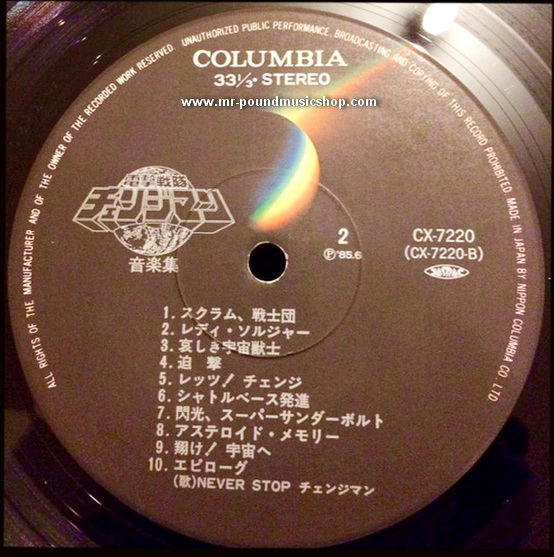 ALL RIGHTS OF THE MANUFACTURER AND OF THE OWNER OF THE RECORDED WORK RESERVED. UNAUTHORIZED PUBLIC PERFORMANCE, BROADCASTING AND COPYING OF THIS RECORD PROHIBITED MADE IN JAPAN BY NIPPON COLUMBIA CO., LTD
COLUMBIA
33⅓· STEREO
www.mr-poundmusicshop.com
電撃戦隊
チェンジマン
音楽集
2
Ⓟ'85.6
CX-7220
(CX-7220-B)
JASRAC
1. スクラム、戦士団
2. レディ・ソルジャー
3. 哀しき宇宙獣士
4. 迫 撃
5. レッツ! チェンジ
6. シャトルベース発進
7. 閃光、スーパーサンダーボルト
8. アステロイド・メモリー
9. 翔け! 宇宙へ
10. エピローグ
(歌)NEVER STOP チェンジマン